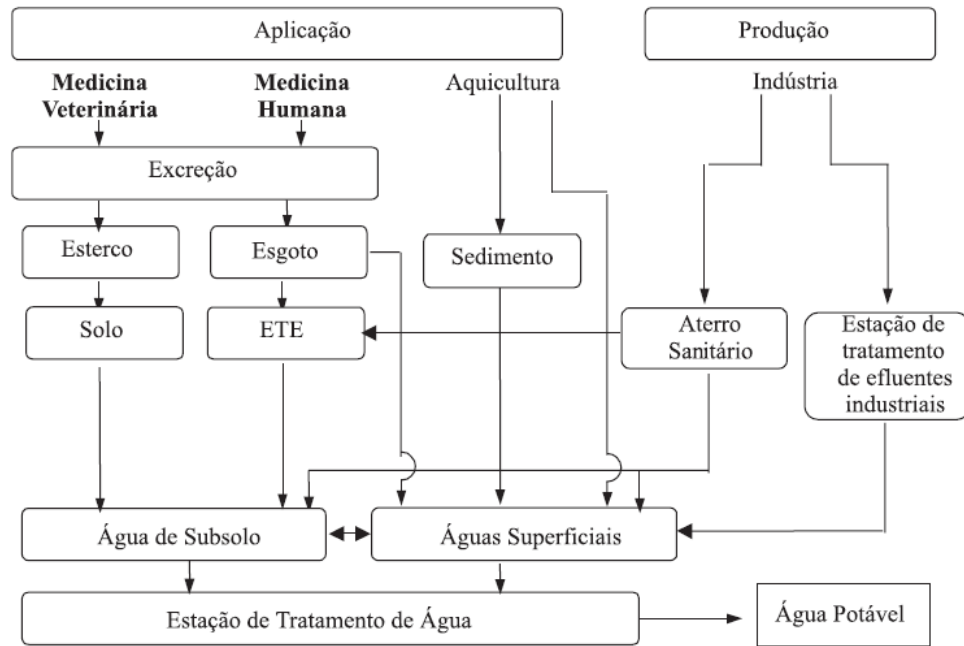 Aplicação
Produção
Medicina
Veterinária
Medicina
Humana
Aquicultura
Indústria
Excreção
Esterco
Esgoto
Sedimento
Solo
ETE
Aterro
Sanitário
Estação de
tratamento
de efluentes
industriais
Água de Subsolo
Águas Superficiais
Estação de Tratamento de Água
Água Potável